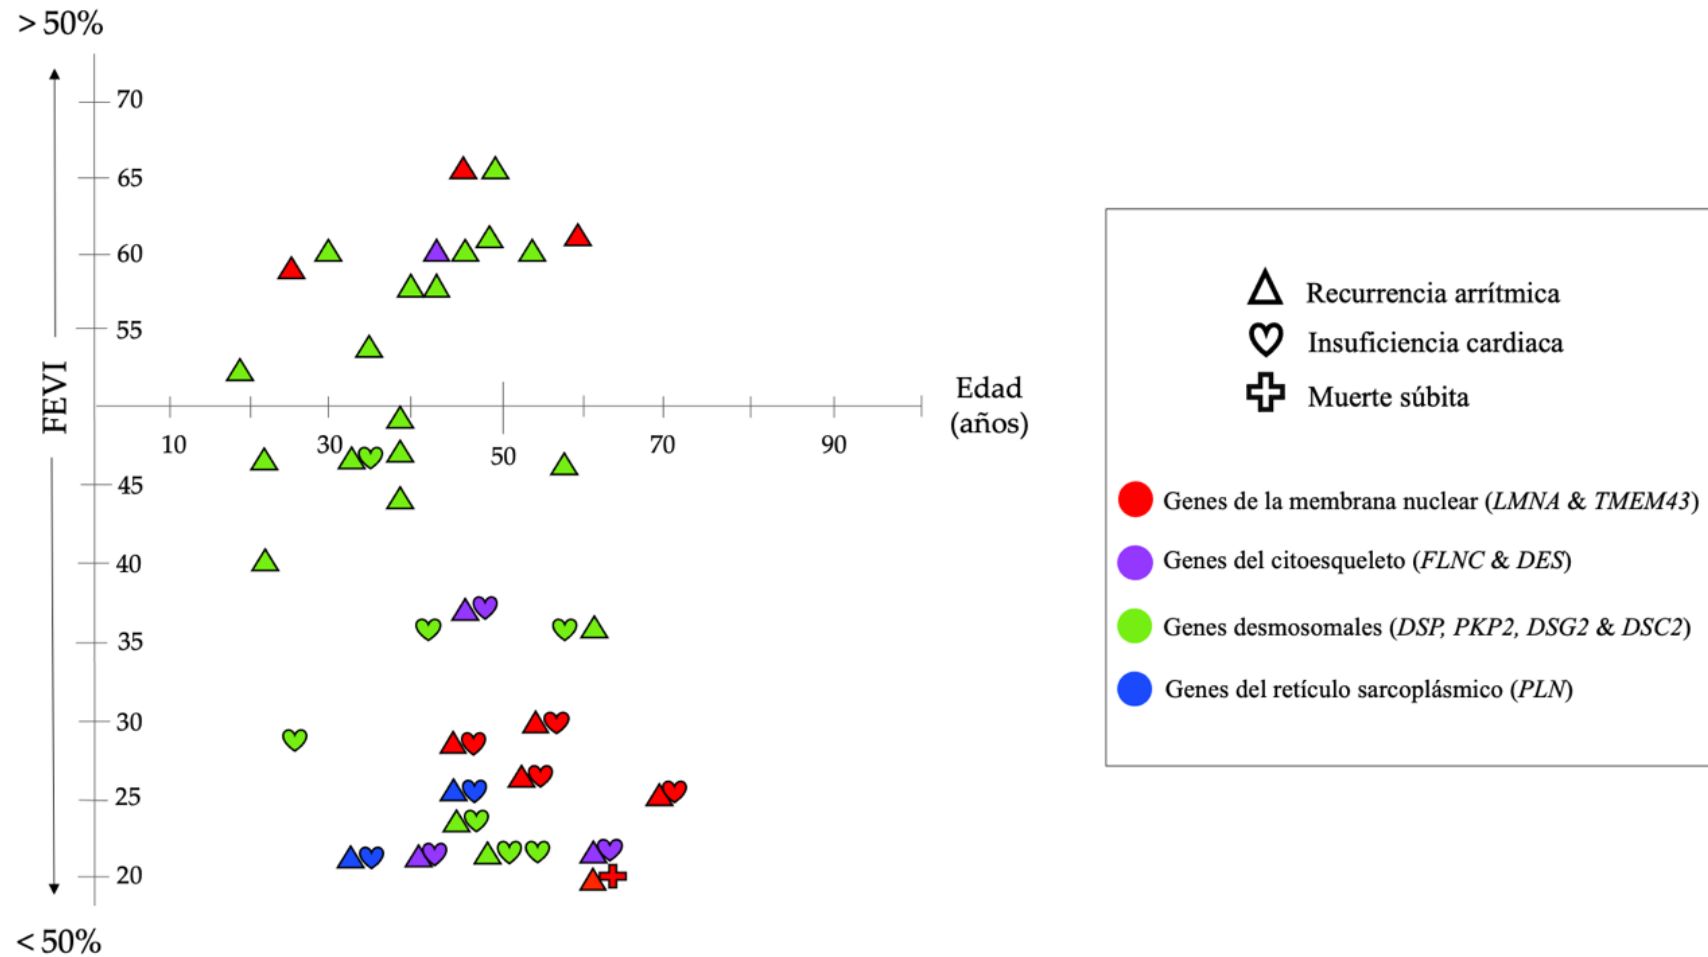 > 50%
70
65
60
55
FEVI
Edad
(años)
10
30
50
70
90
45
40
35
30
25
20
< 50%
Recurrencia arrítmica
Insuficiencia cardiaca
Muerte súbita
Genes de la membrana nuclear (LMNA & TMEM43)
Genes del citoesqueleto (FLNC & DES)
Genes desmosomales (DSP, PKP2, DSG2 & DSC2)
Genes del retículo sarcoplásmico (PLN)